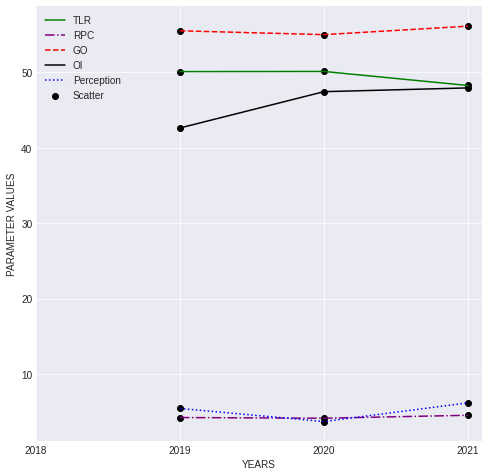 TLR
RPC
GO
OI
Perception
Scatter
50
40
30
20
10
PARAMETER VALUES
2018 2019 2020 2021
YEARS